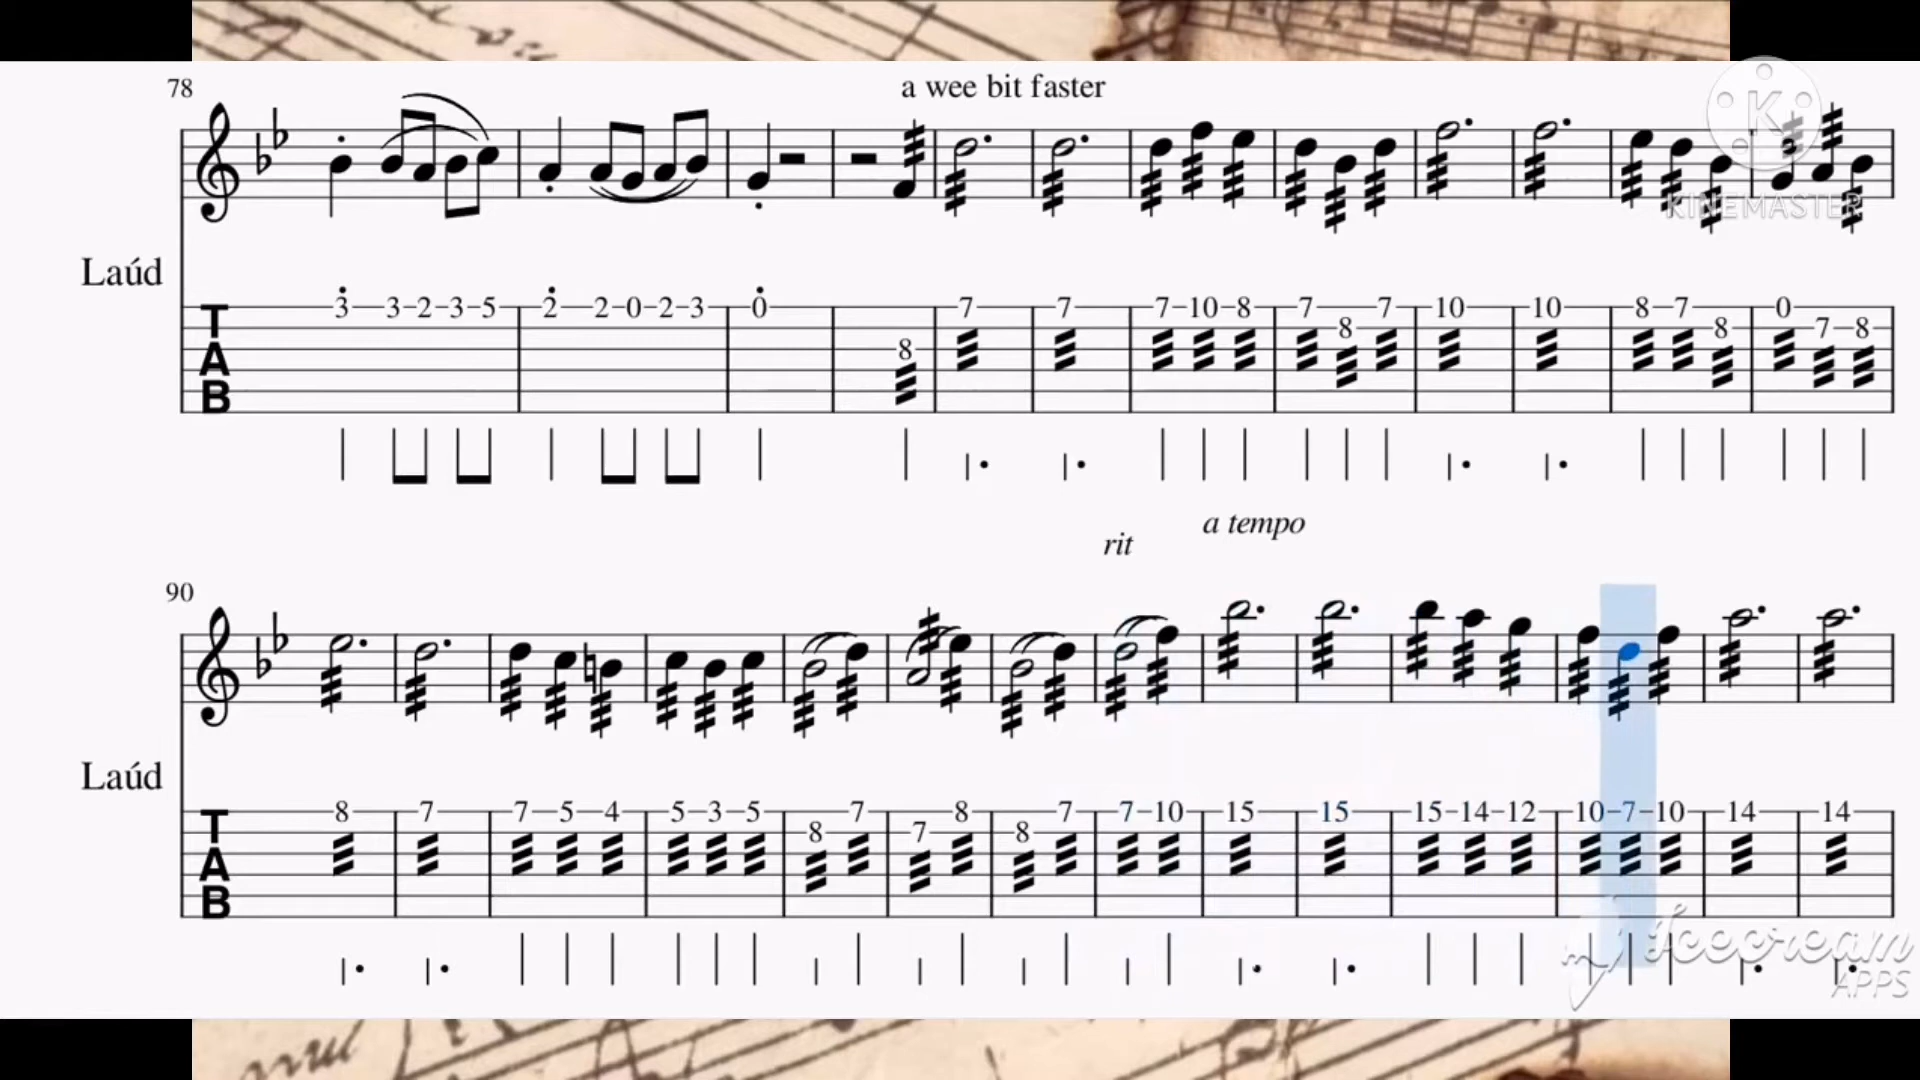 78
a wee bit faster
K
KINEMASTER
Laúd
TAB
3 3 2 3 5 2 2 0 2 3 0 8 7 7 7 10 8 7 8 7 10 10 8 7 8 0 7 8
a tempo
rit
90
Laúd
TAB
8 7 7 5 4 5 3 5 8 7 7 8 8 7 7 10 15 15 15 14 12 10 7 10 14 14
Icecream
APPS